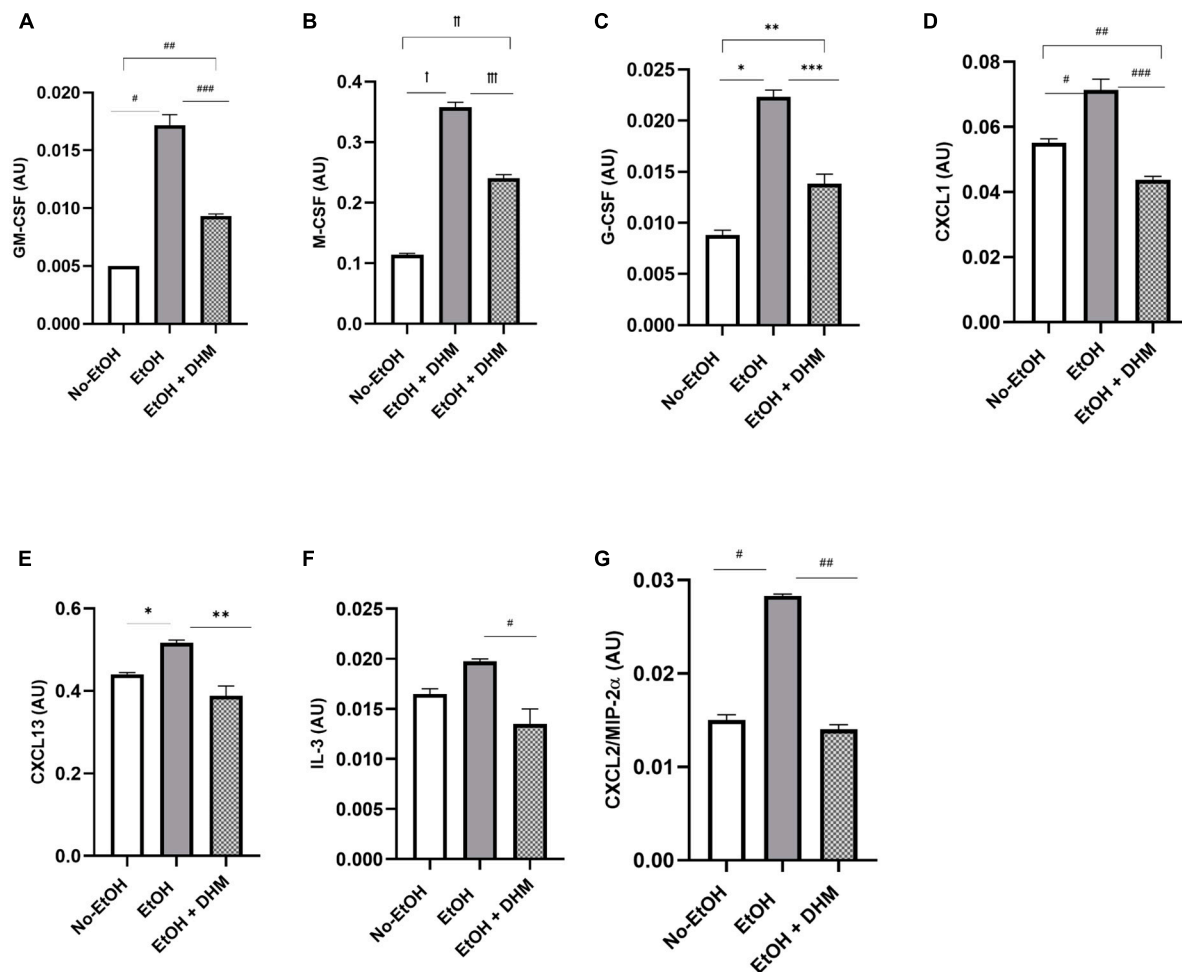 A
B
C
D
##
#
###
GM-CSF (AU)
0.020
0.015
0.010
0.005
0.000
No-EtOH
EtOH
EtOH + DHM
††
†
†††
M-CSF (AU)
0.4
0.3
0.2
0.1
0.0
No-EtOH
EtOH + DHM
EtOH + DHM
**
*
***
G-CSF (AU)
0.025
0.020
0.015
0.010
0.005
0.000
No-EtOH
EtOH
EtOH + DHM
##
#
###
CXCL1 (AU)
0.08
0.06
0.04
0.02
0.00
No-EtOH
EtOH
EtOH + DHM
E
F
G
*
**
CXCL13 (AU)
0.6
0.4
0.2
0.0
No-EtOH
EtOH
EtOH + DHM
#
IL-3 (AU)
0.025
0.020
0.015
0.010
0.005
0.000
No-EtOH
EtOH
EtOH + DHM
#
##
CXCL2/MIP-2α (AU)
0.03
0.02
0.01
0.00
No-EtOH
EtOH
EtOH + DHM